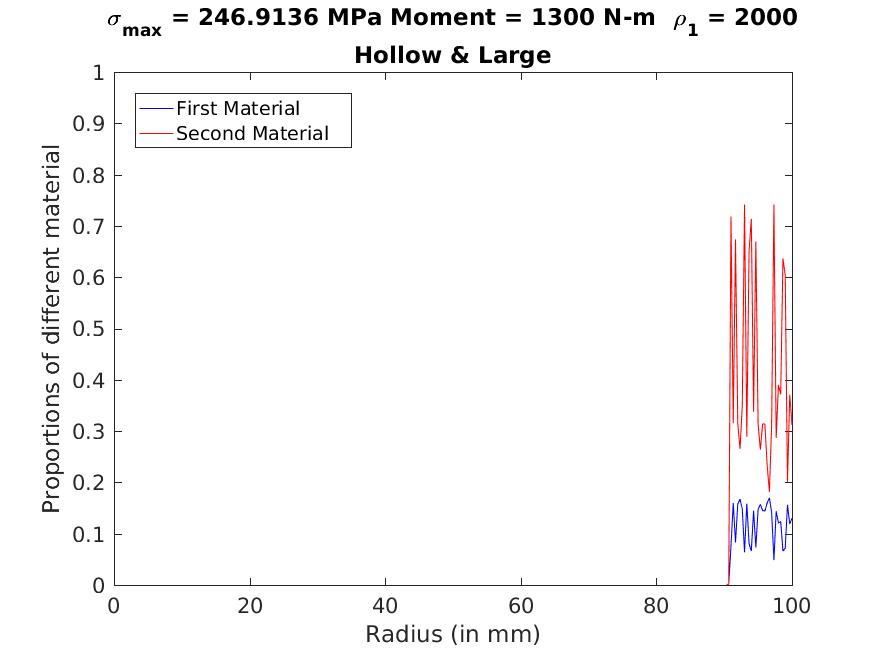 σmax = 246.9136 MPa Moment = 1300 N-m ρ1 = 2000
Hollow & Large
First Material
Second Material
Proportions of different material
1
0.9
0.8
0.7
0.6
0.5
0.4
0.3
0.2
0.1
0
0 20 40 60 80 100
Radius (in mm)